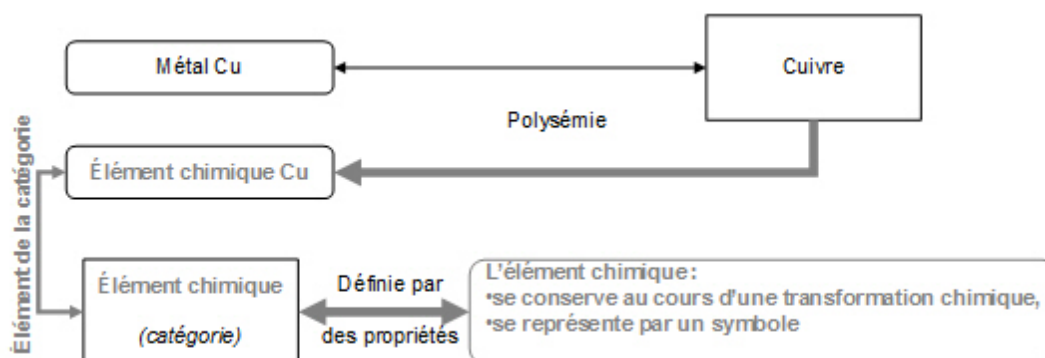 Métal Cu
Cuivre
Polysémie
Élément de la catégorie
Élément chimique Cu
Élément chimique
(catégorie)
Définie par
des propriétés
L'élément chimique :
•se conserve au cours d'une transformation chimique,
•se représente par un symbole